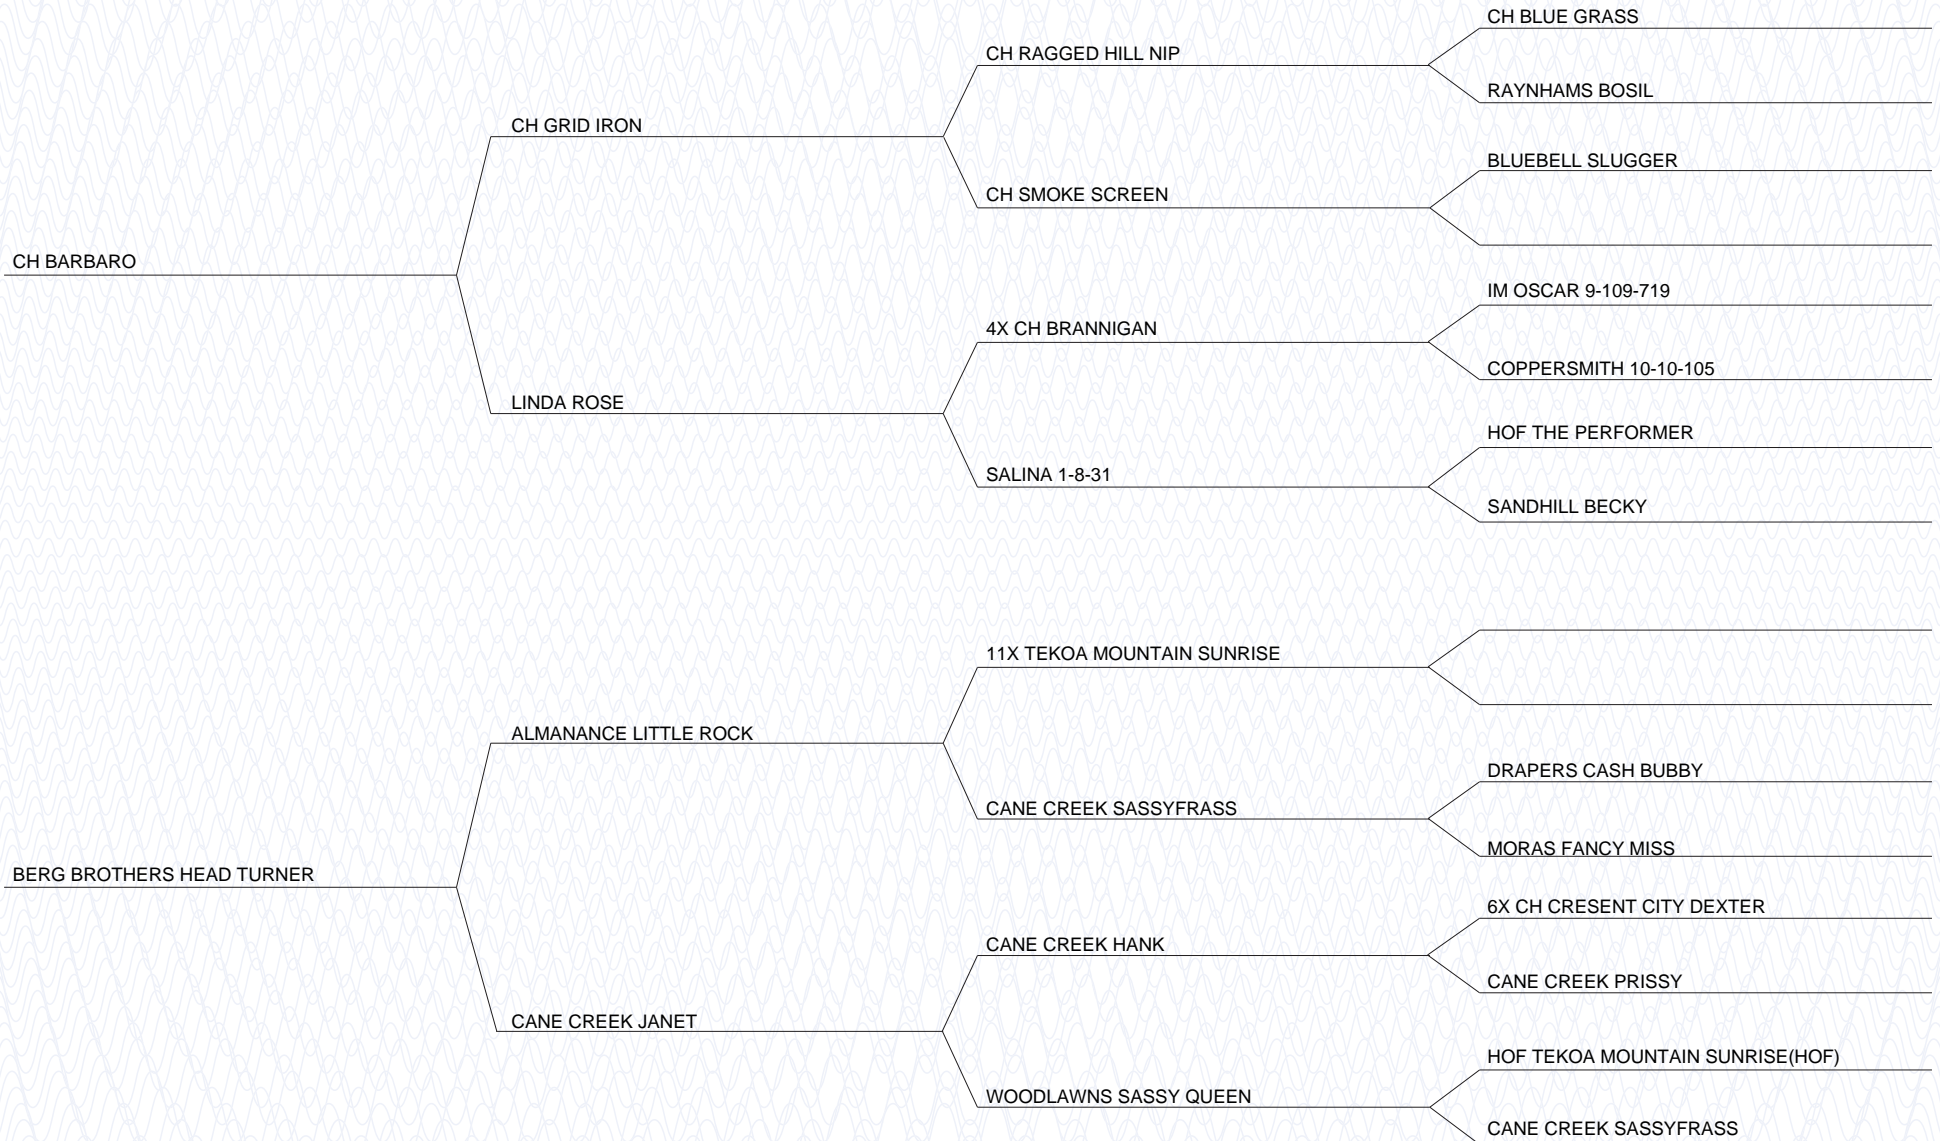 CH BLUE GRASS
CH RAGGED HILL NIP
RAYNHAMS BOSIL
CH GRID IRON
BLUEBELL SLUGGER
CH SMOKE SCREEN
CH BARBARO
IM OSCAR 9-109-719
4X CH BRANNIGAN
COPPERSMITH 10-10-105
LINDA ROSE
HOF THE PERFORMER
SALINA 1-8-31
SANDHILL BECKY
11X TEKOA MOUNTAIN SUNRISE
ALMANANCE LITTLE ROCK
DRAPERS CASH BUBBY
CANE CREEK SASSYFRASS
MORAS FANCY MISS
BERG BROTHERS HEAD TURNER
6X CH CRESENT CITY DEXTER
CANE CREEK HANK
CANE CREEK PRISSY
CANE CREEK JANET
HOF TEKOA MOUNTAIN SUNRISE(HOF)
WOODLAWNS SASSY QUEEN
CANE CREEK SASSYFRASS